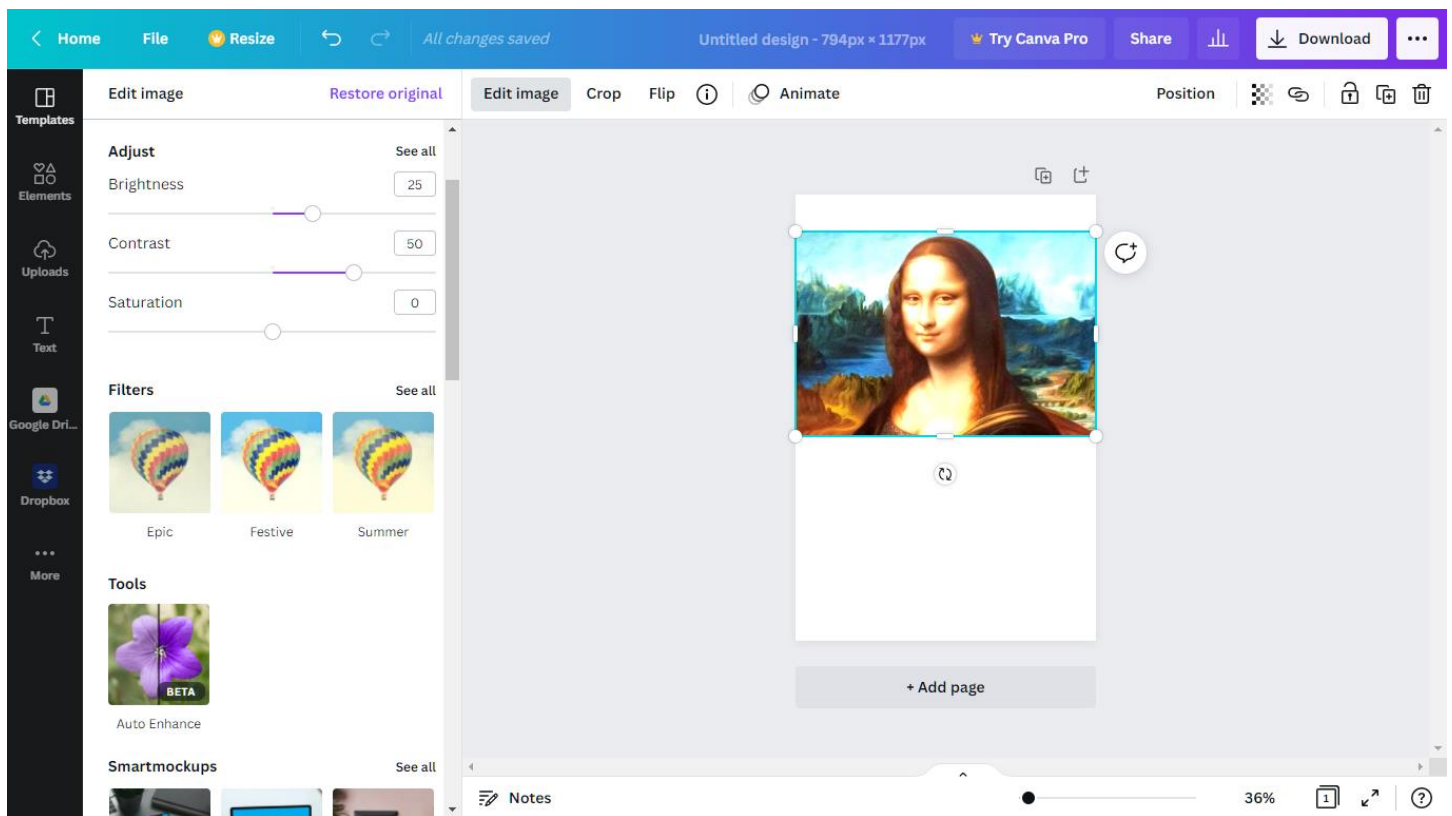 Home File Resize All changes saved Untitled design - 794px × 1177px Try Canva Pro Share Download
Templates
Elements
Uploads
Text
Google Dri...
Dropbox
More
Edit image Restore original
Adjust See all
Brightness 25
Contrast 50
Saturation 0
Filters See all
Epic Festive Summer
Tools
BETA
Auto Enhance
Smartmockups See all
Edit image Crop Flip Animate Position
+ Add page
Notes 36% 1